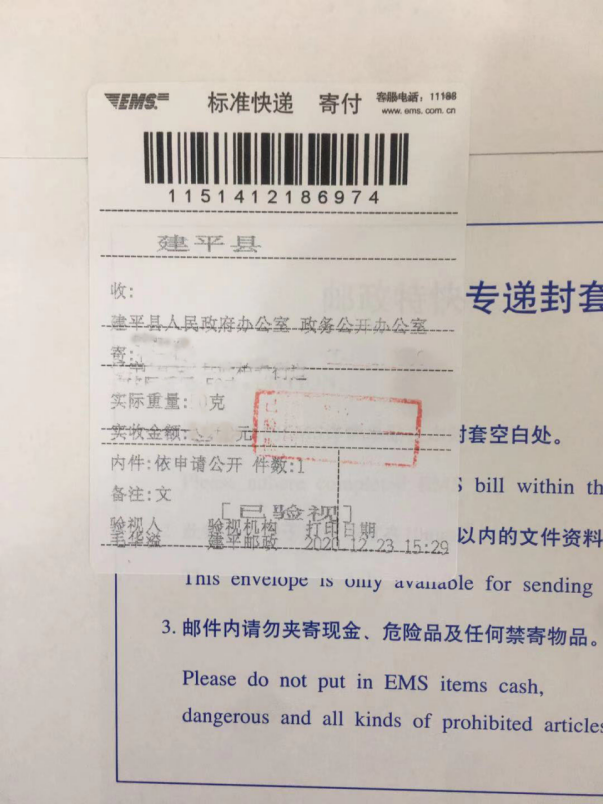 EMS 标准快递 寄付 客服电话：11183
www.ems.com.cn
1151412186974
建平县
收：
建平县人民政府办公室 政务公开办公室
寄：
实际重量： 克
实收金额： 元
内件：依申请公开 件数：1
备注：文
[已验视]
验视人 验视机构 打印日期
毛华溢 建平邮政 2020.12.23 15:29
专递封套
封套空白处。
bill within th
以内的文件资料
This envelope is only available for sending
3. 邮件内请勿夹寄现金、危险品及任何禁寄物品。
Please do not put in EMS items cash,
dangerous and all kinds of prohibited articles